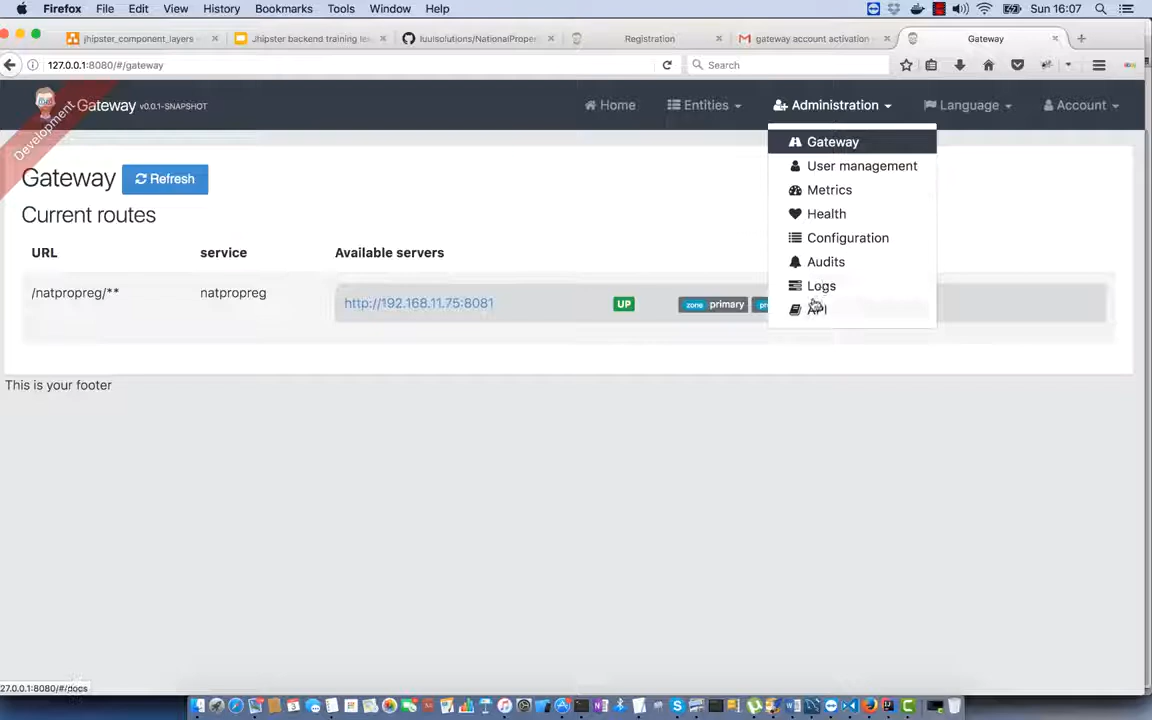 Firefox File Edit View History Bookmarks Tools Window Help Sun 16:07
jhipster_component_layers Jhipster backend training le luulsolutions/NationalProper Registration gateway account activation Gateway
127.0.0.1:8080/#/gateway Search
Development
Gateway v0.0.1-SNAPSHOT Home Entities Administration Language Account
Gateway
User management
Metrics
Health
Configuration
Audits
Logs
API
Gateway Refresh
Current routes
URL service Available servers
/natpropreg/** natpropreg http://192.168.11.75:8081 UP zone primary
This is your footer
27.0.0.1:8080/#/docs